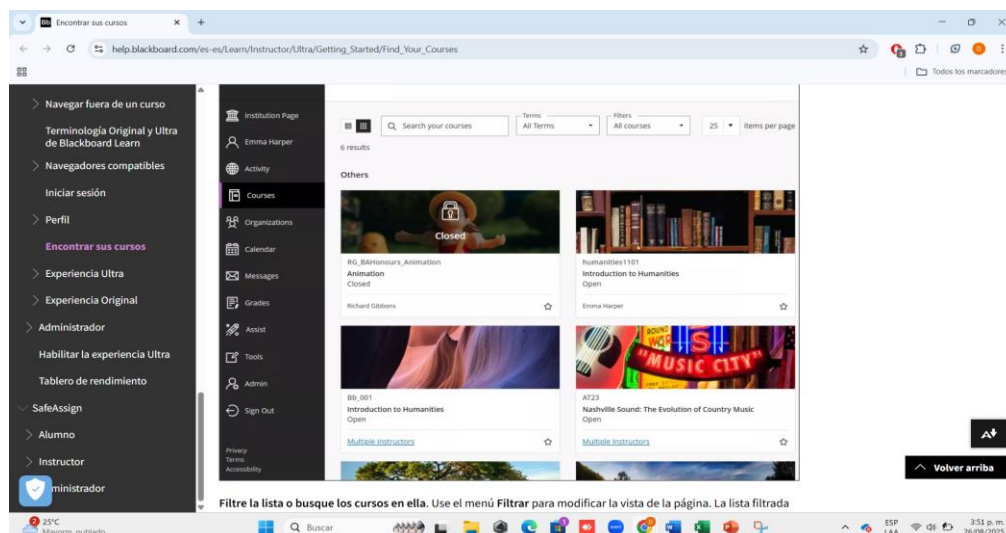 Encontrar sus cursos
help.blackboard.com/es-es/Learn/Instructor/Ultra/Getting_Started/Find_Your_Courses
Todos los marcadores
Navegar fuera de un curso
Terminología Original y Ultra
de Blackboard Learn
Navegadores compatibles
Iniciar sesión
Perfil
Encontrar sus cursos
Experiencia Ultra
Experiencia Original
Administrador
Habilitar la experiencia Ultra
Tablero de rendimiento
SafeAssign
Alumno
Instructor
ministrador
Institution Page
Emma Harper
Activity
Courses
Organizations
Calendar
Messages
Grades
Assist
Tools
Admin
Sign Out
Privacy
Terms
Accessibility
Search your courses
Terms
All Terms
Filters
All courses
25 items per page
6 results
Others
Closed
RG_BAHonours_Animation
Animation
Closed
Richard Gibbons
humanities1101
Introduction to Humanities
Open
Emma Harper
Bb_001
Introduction to Humanities
Open
Multiple Instructors
MUSIC CITY
AT23
Nashville Sound: The Evolution of Country Music
Open
Multiple Instructors
Volver arriba
Filtre la lista o busque los cursos en ella. Use el menú Filtrar para modificar la vista de la página. La lista filtrada
25°C
Mayorm. nublado
Buscar
ESP
LAA
3:51 p. m.
26/08/2025